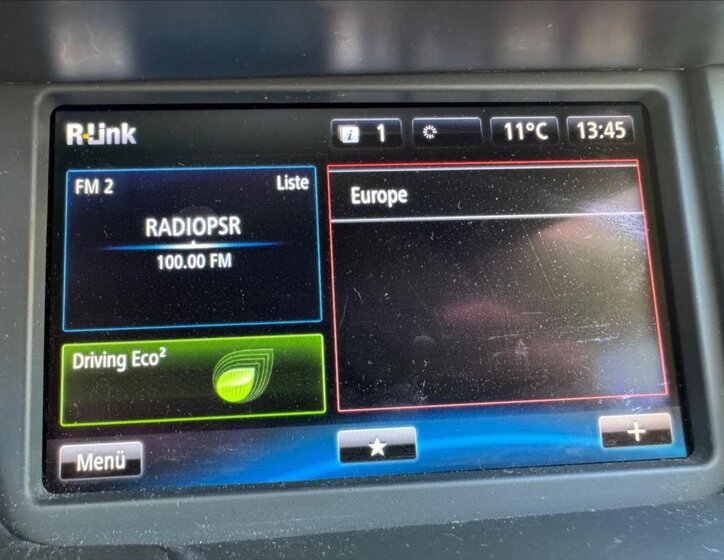 R-Link
1
11°C
13:45
FM 2
Liste
RADIOPSR
100.00 FM
Europe
Driving Eco²
Menü
+